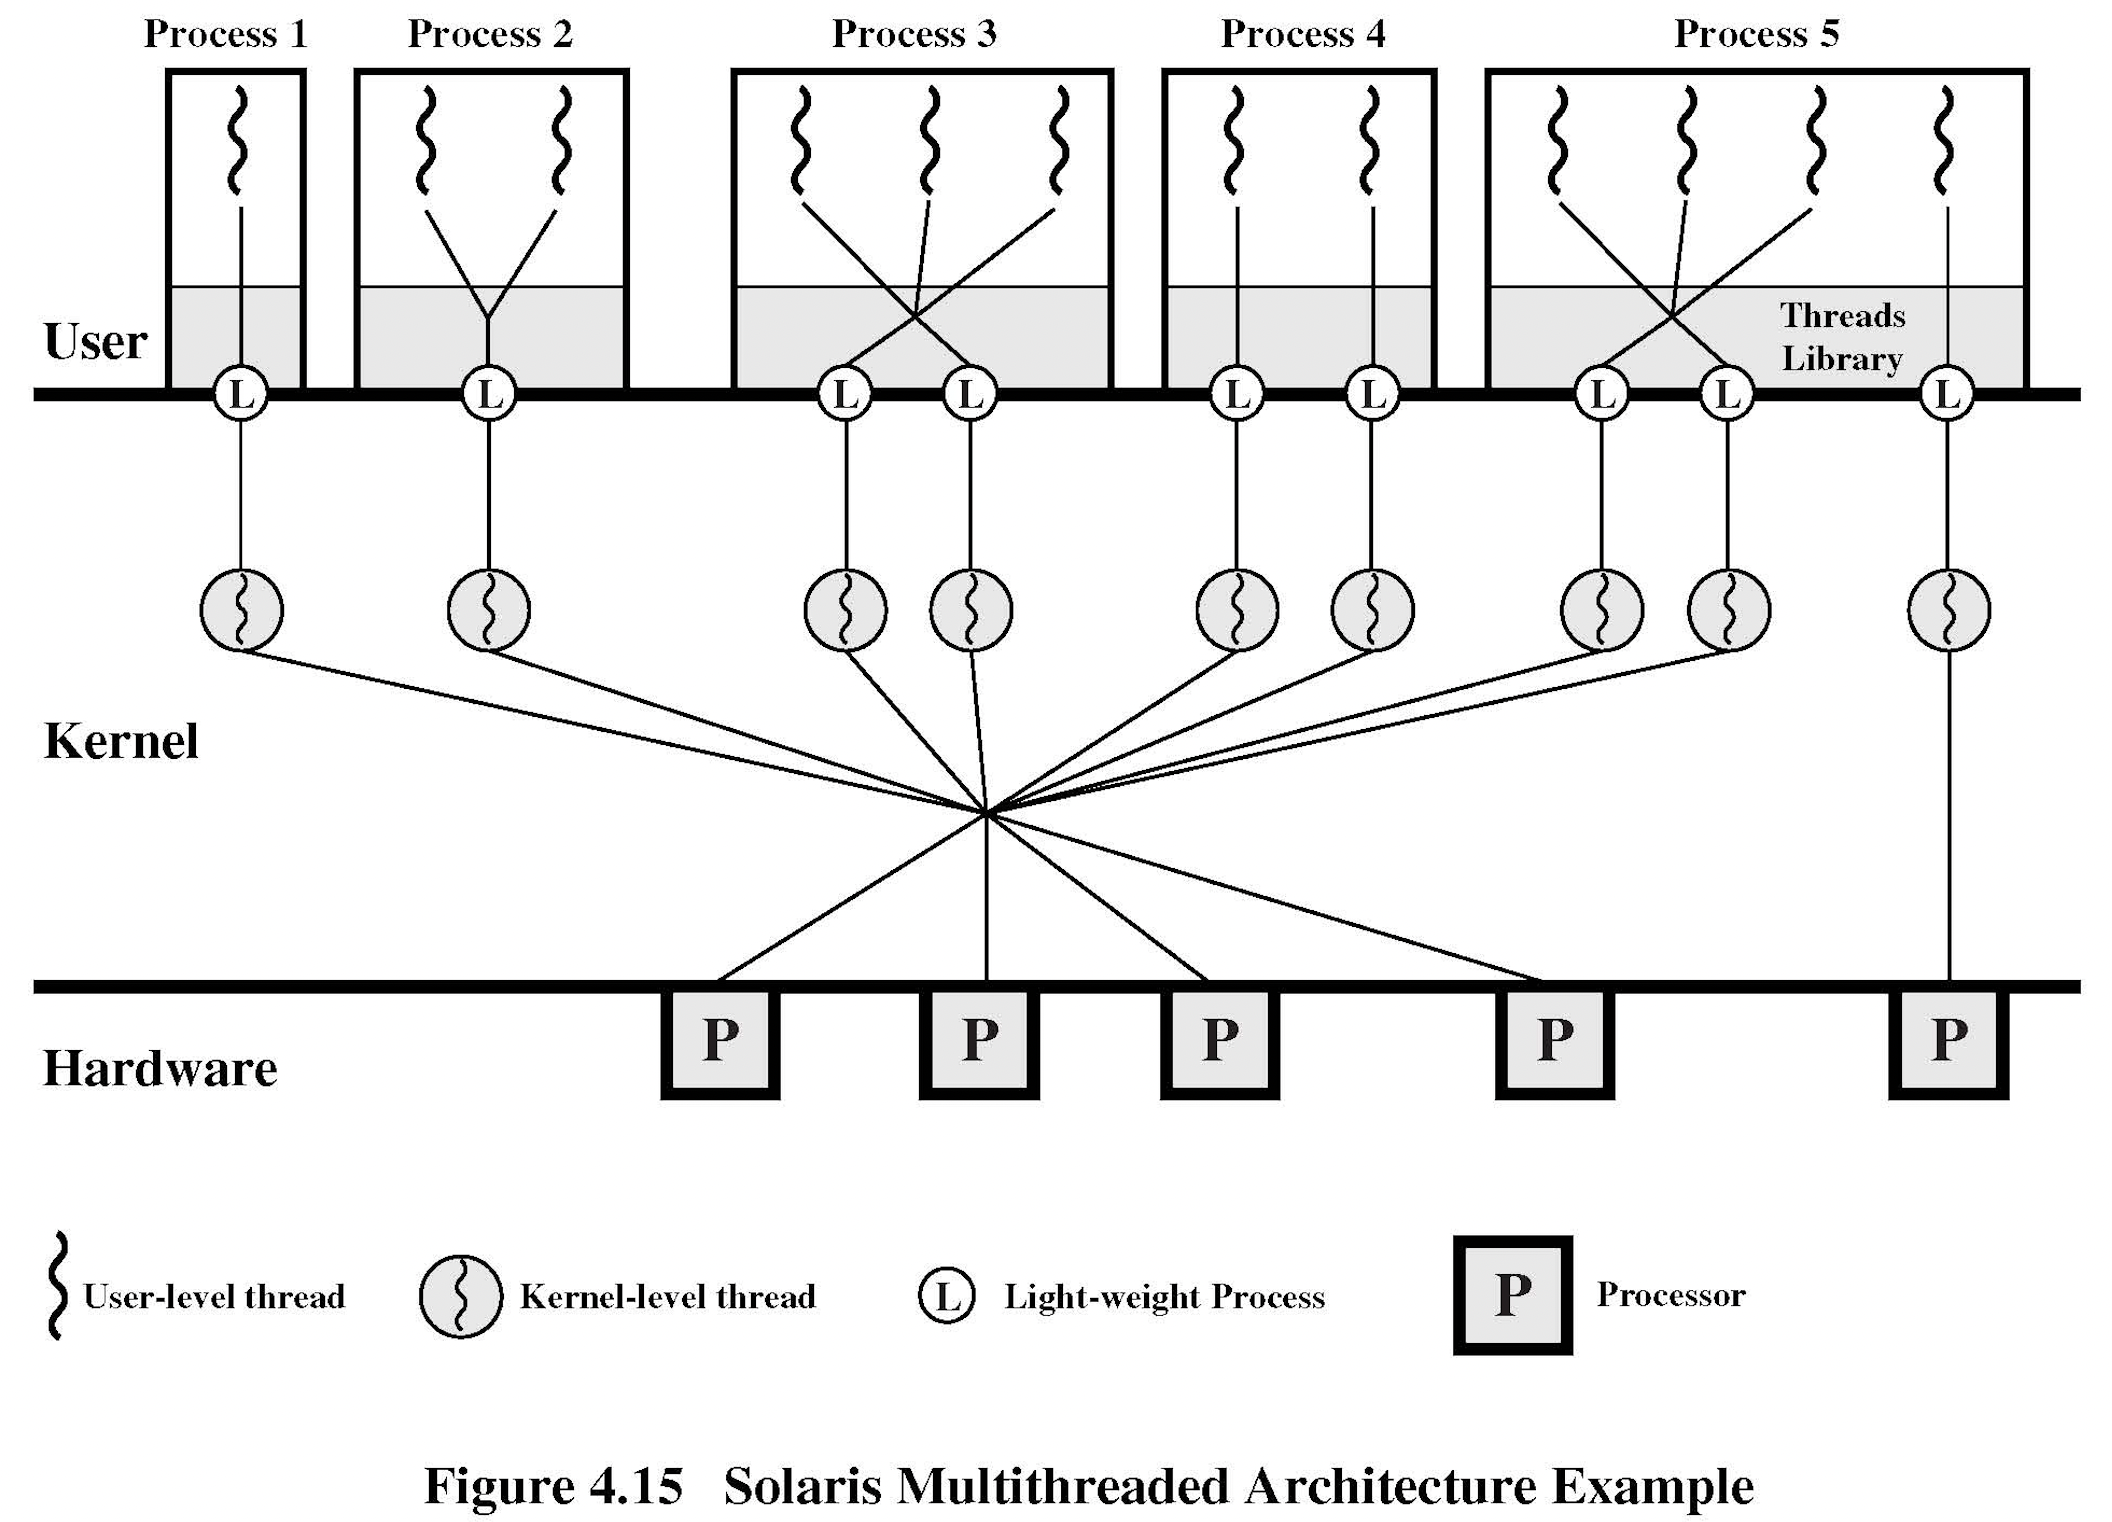 Process 1
Process 2
Process 3
Process 4
Process 5
Threads
Library
User
L
L
L
L
L
L
L
L
L
Kernel
P
P
P
P
P
Hardware
User-level thread
Kernel-level thread
L
Light-weight Process
P
Processor
Figure 4.15 Solaris Multithreaded Architecture Example